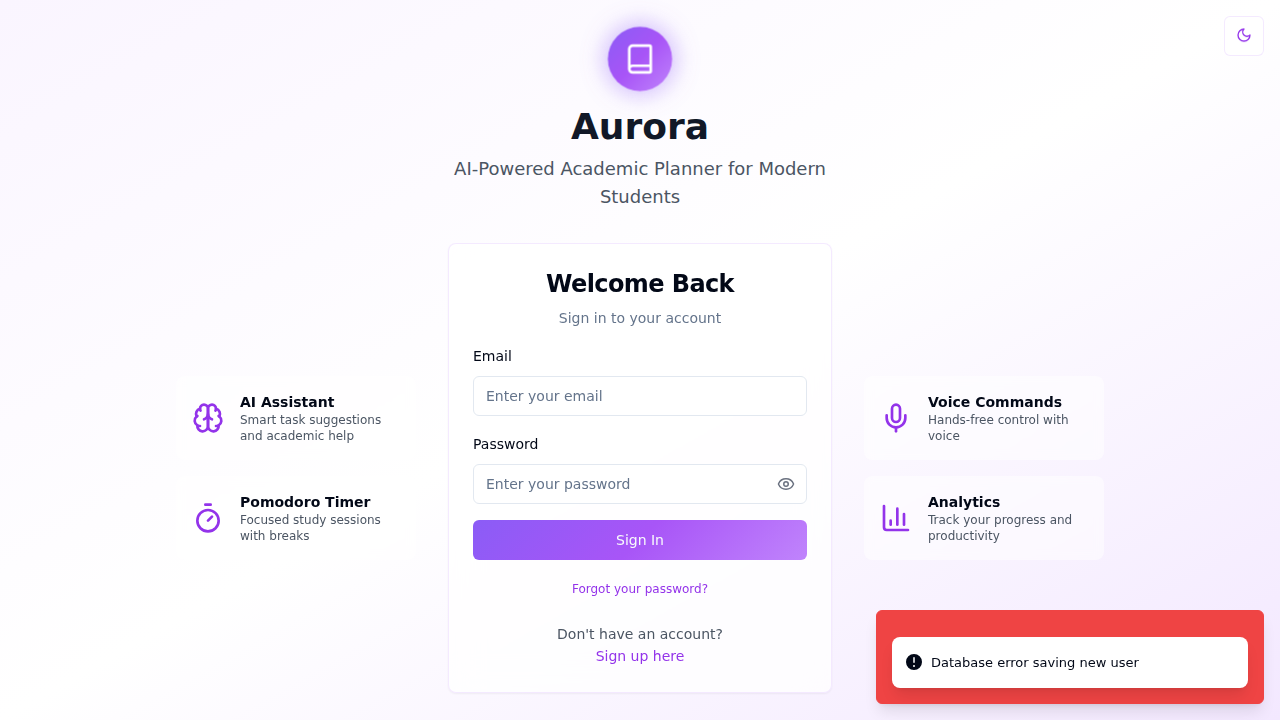 Aurora
AI-Powered Academic Planner for Modern
Students
Welcome Back
Sign in to your account
Email
Enter your email
Password
Enter your password
Sign In
Forgot your password?
Don't have an account?
Sign up here
AI Assistant
Smart task suggestions
and academic help
Pomodoro Timer
Focused study sessions
with breaks
Voice Commands
Hands-free control with
voice
Analytics
Track your progress and
productivity
Database error saving new user